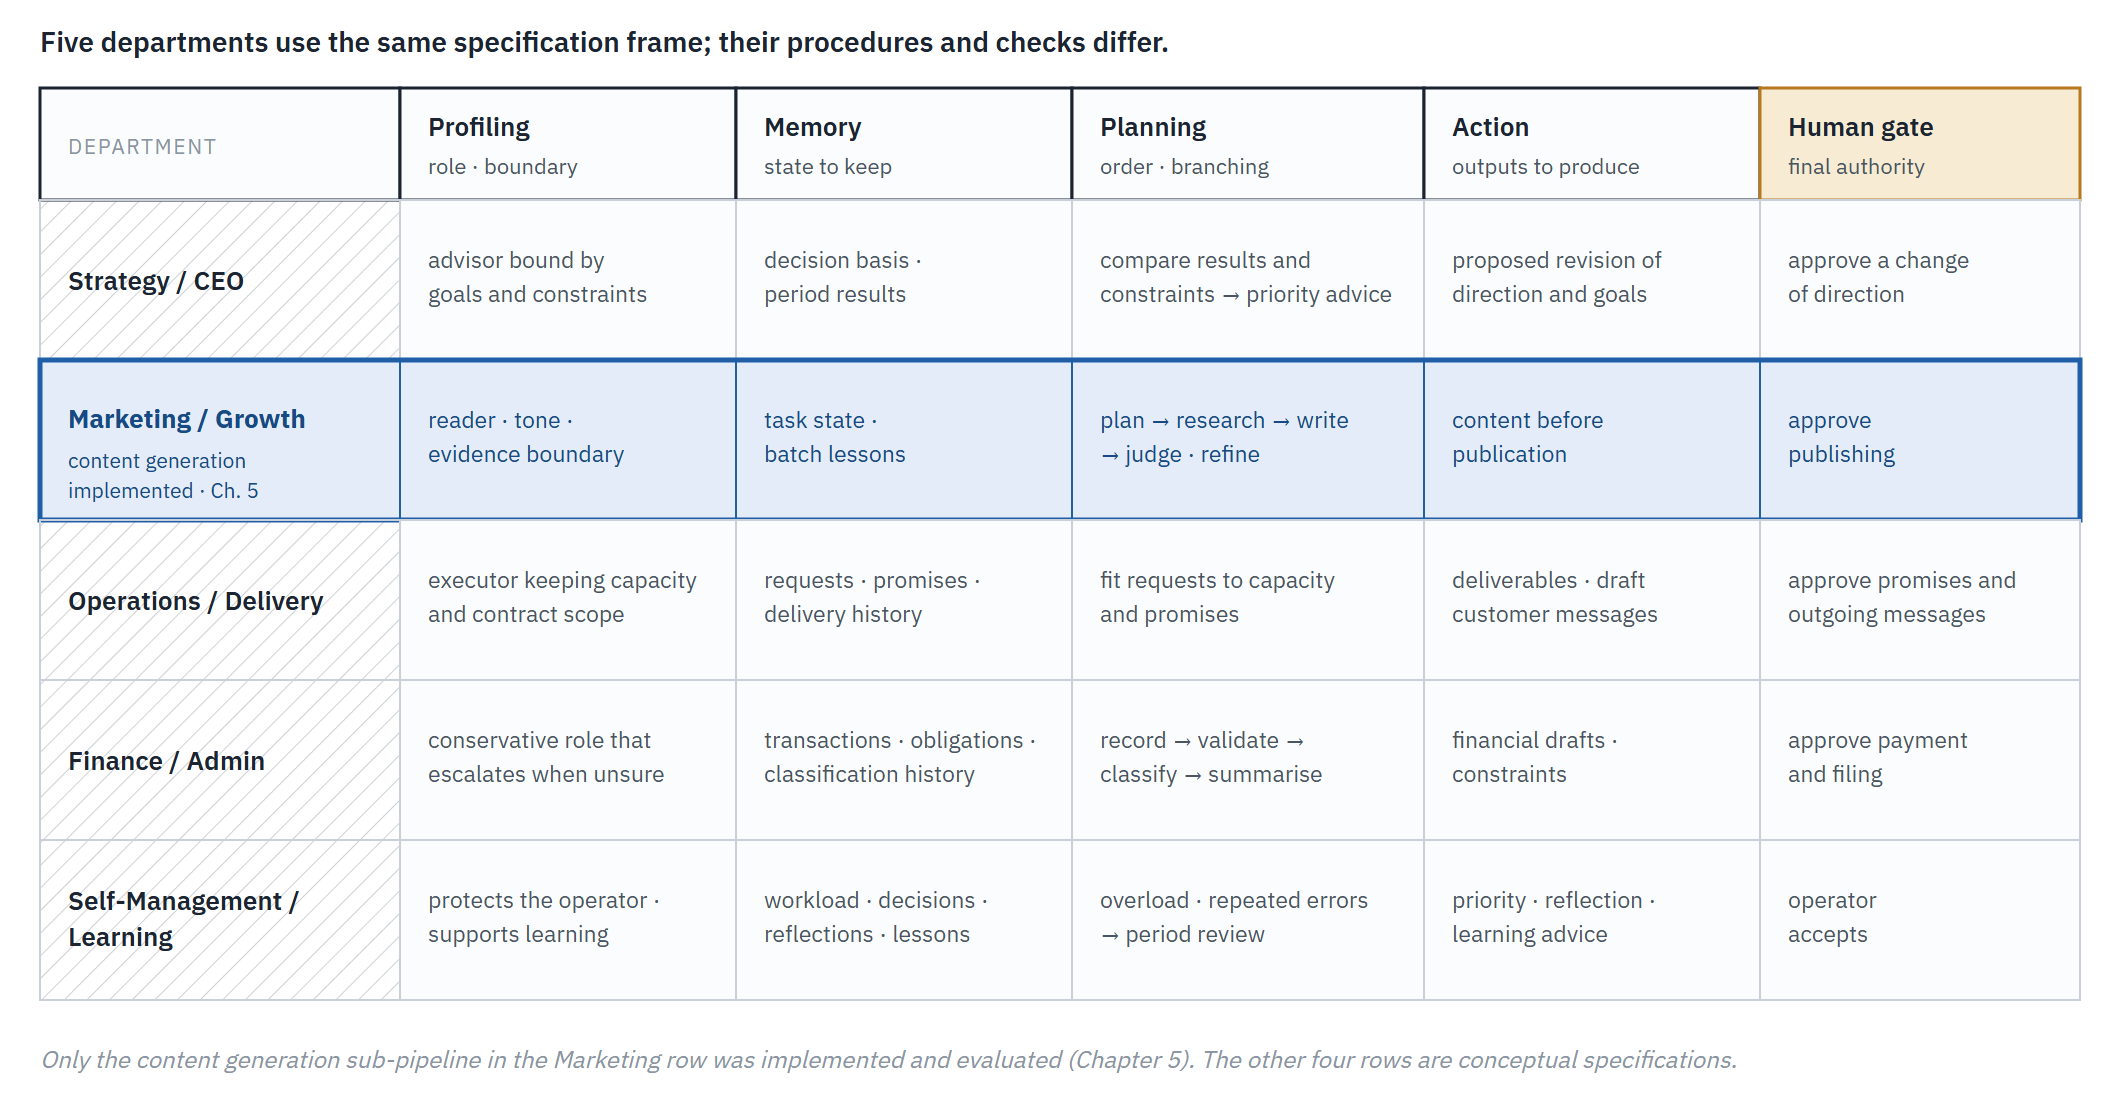 Five departments use the same specification frame; their procedures and checks differ.
DEPARTMENT
Profiling
role · boundary
Memory
state to keep
Planning
order · branching
Action
outputs to produce
Human gate
final authority
Strategy / CEO
advisor bound by
goals and constraints
decision basis ·
period results
compare results and
constraints → priority advice
proposed revision of
direction and goals
approve a change
of direction
Marketing / Growth
content generation
implemented · Ch. 5
reader · tone ·
evidence boundary
task state ·
batch lessons
plan → research → write
→ judge · refine
content before
publication
approve
publishing
Operations / Delivery
executor keeping capacity
and contract scope
requests · promises ·
delivery history
fit requests to capacity
and promises
deliverables · draft
customer messages
approve promises and
outgoing messages
Finance / Admin
conservative role that
escalates when unsure
transactions · obligations ·
classification history
record → validate →
classify → summarise
financial drafts ·
constraints
approve payment
and filing
Self-Management /
Learning
protects the operator ·
supports learning
workload · decisions ·
reflections · lessons
overload · repeated errors
→ period review
priority · reflection ·
learning advice
operator
accepts
Only the content generation sub-pipeline in the Marketing row was implemented and evaluated (Chapter 5). The other four rows are conceptual specifications.